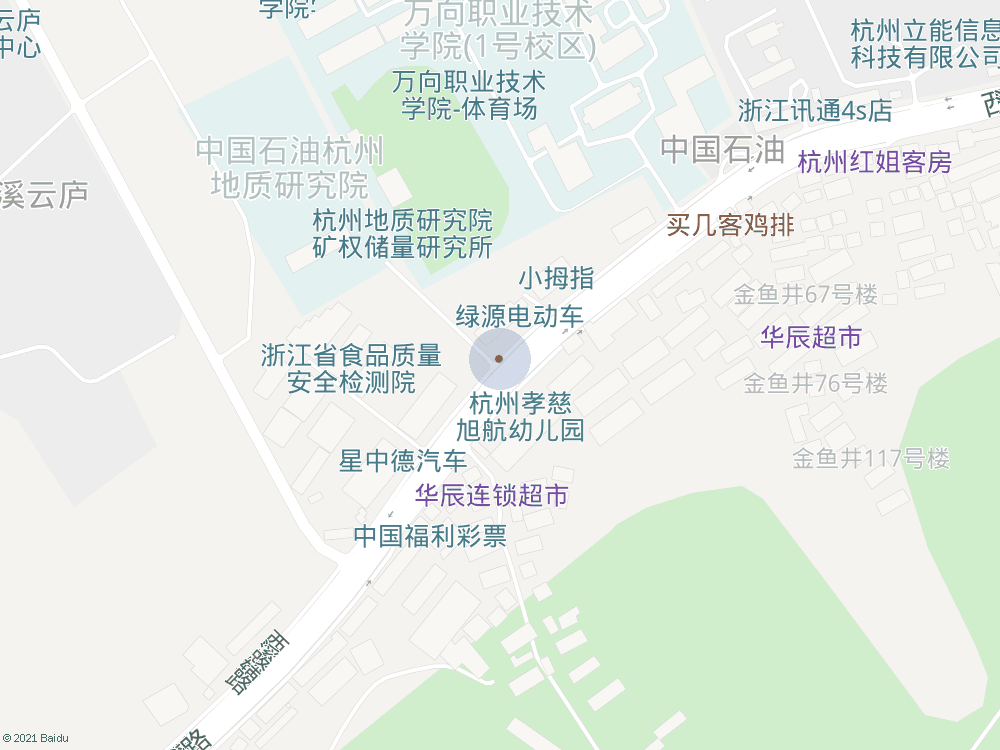 学院
云庐
中心
万向职业技术
学院(1号校区)
杭州立能信息
科技有限公司
万向职业技术
学院-体育场
浙江讯通4s店
西
中国石油杭州
地质研究院
中国石油
杭州红姐客房
溪云庐
杭州地质研究院
矿权储量研究所
买几客鸡排
小拇指
金鱼井67号楼
绿源电动车
华辰超市
浙江省食品质量
安全检测院
金鱼井76号楼
杭州孝慈
旭航幼儿园
星中德汽车
金鱼井117号楼
华辰连锁超市
中国福利彩票
西溪路
路
© 2021 Baidu